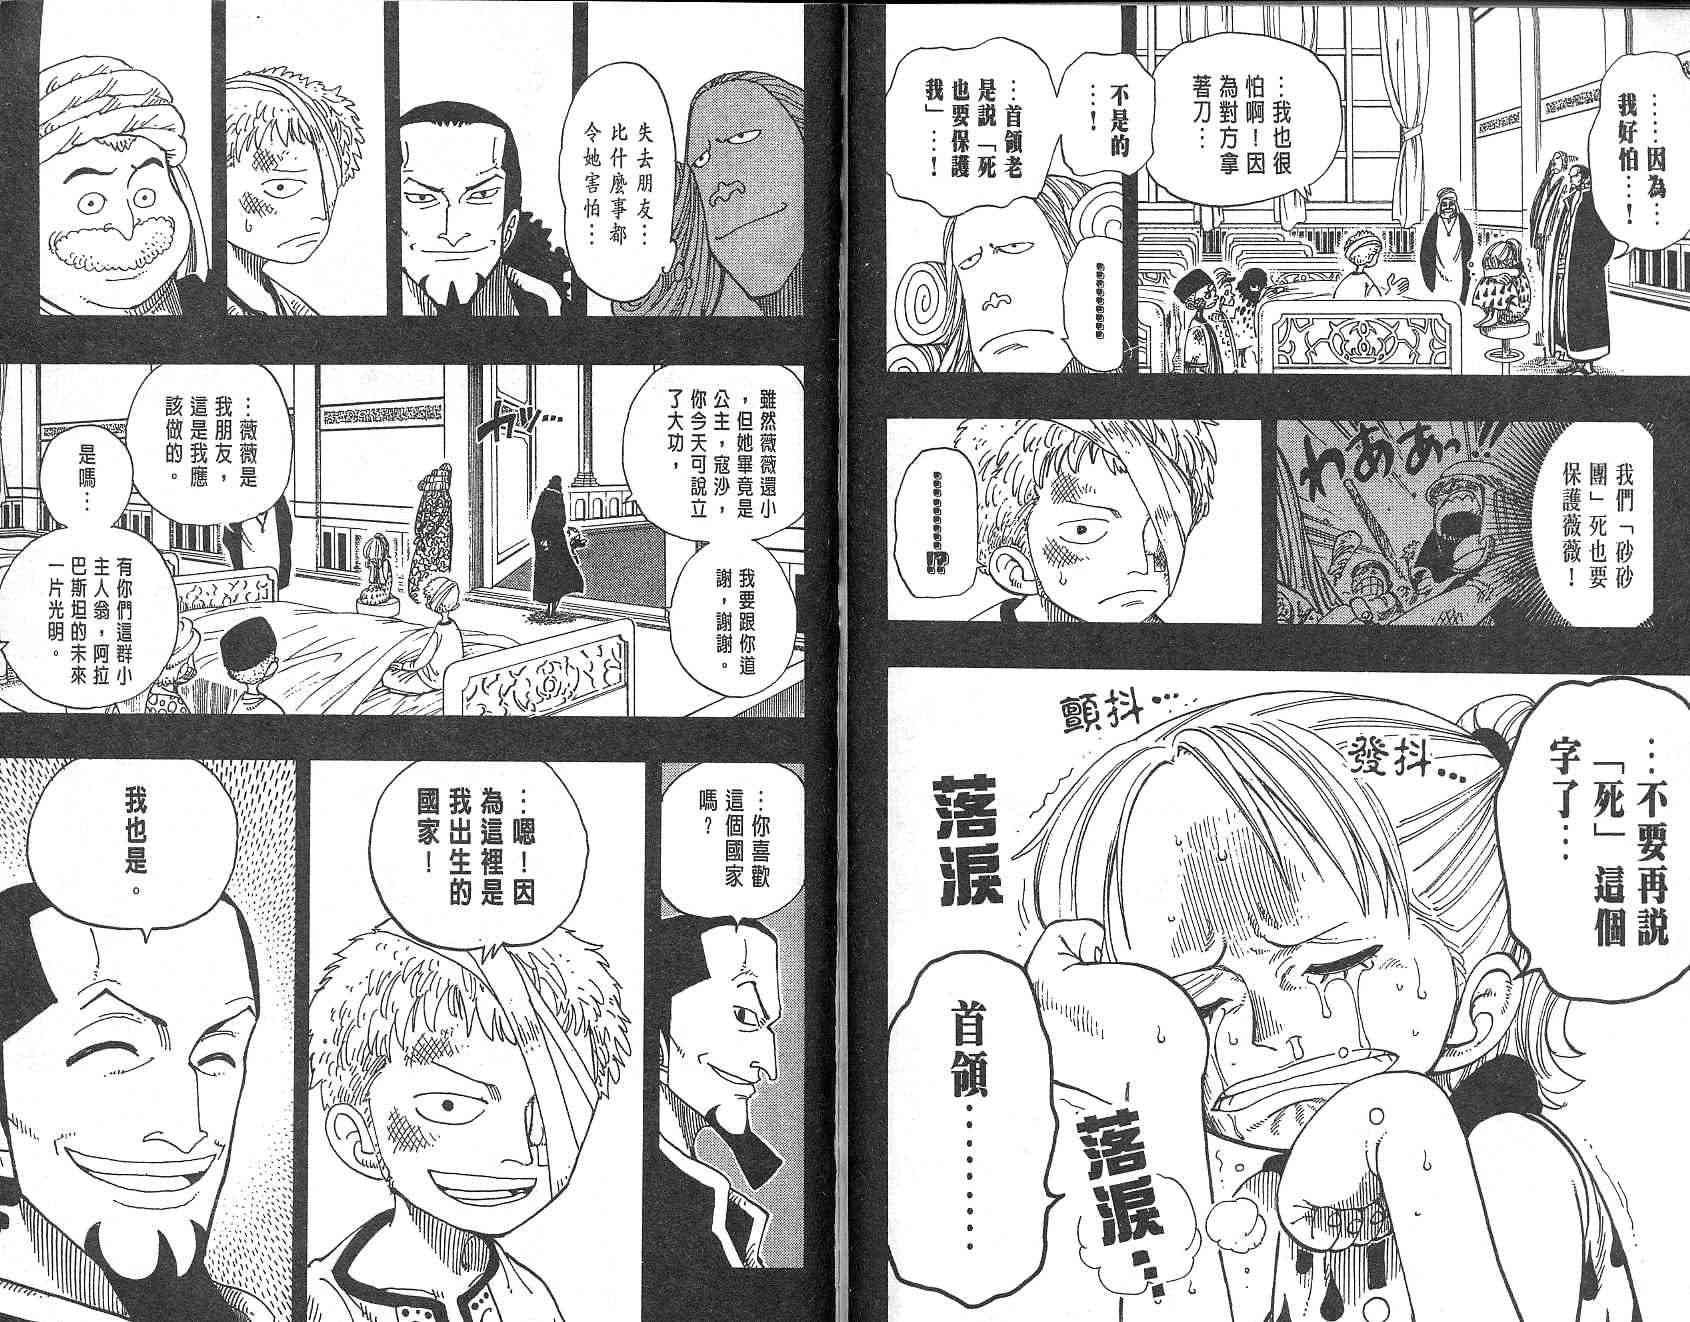 ……因為…
我好怕…！
…我也很
怕啊！因
為對方拿
著刀…
不是的
…！
…首領老
是說「死
也要保護
我」…！
…………
わああっ!!
我們「砂砂
團」死也要
保護薇薇！
…………!?
…不要再說
「死」這個
字了…
顫抖…
發抖…
落淚
落淚…
首領………
失去朋友…
比什麼事都
令她害怕…
雖然薇薇還小
，但她畢竟是
公主，寇沙，
你今天可說立
了大功，
我要跟你道
謝，謝謝。
カッ…
…薇薇是
我朋友，
這是我應
該做的。
是嗎…
有你們這群小
主人翁，阿拉
巴斯坦的未來
一片光明。
…你喜歡
這個國家
嗎？
…嗯！因
為這裡是
我出生的
國家！
我也是。